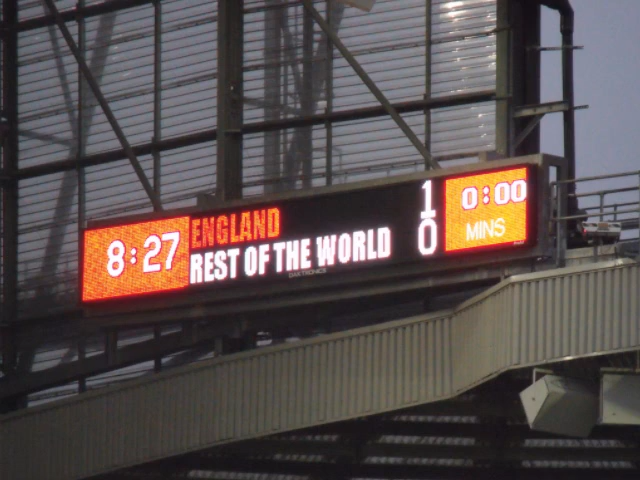 8:27
ENGLAND 1
REST OF THE WORLD 0
0:00
MINS
DAKTRONICS